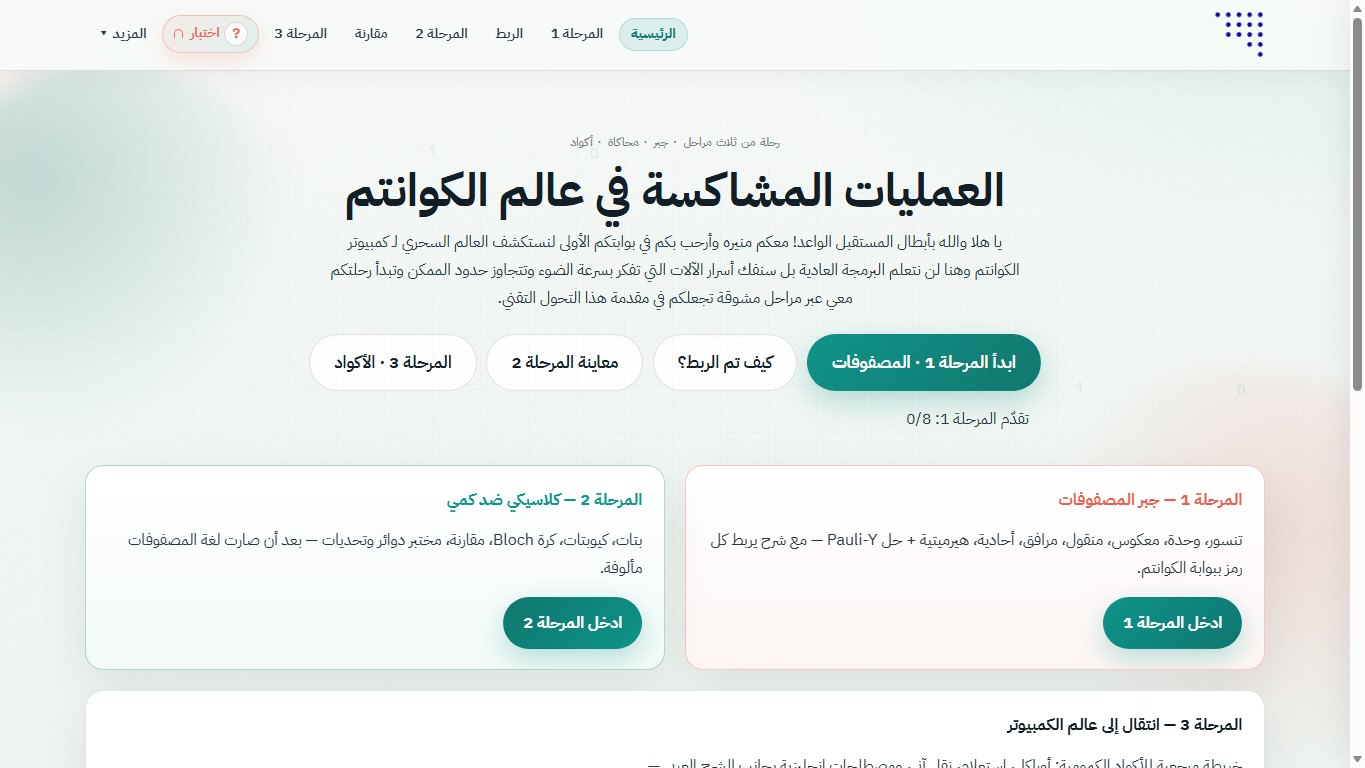 الرئيسية
المرحلة 1
الربط
المرحلة 2
مقارنة
المرحلة 3
? اختبار ∩
المزيد ▾
رحلة من ثلاث مراحل · جبر · محاكاة · أكواد
العمليات المشاكسة في عالم الكوانتم
يا هلا والله بأبطال المستقبل الواعد! معكم منيره وأرحب بكم في بوابتكم الأولى لنستكشف العالم السحري لـ كمبيوتر
الكوانتم وهنا لن نتعلم البرمجة العادية بل سنفك أسرار الآلات التي تفكر بسرعة الضوء وتتجاوز حدود الممكن وتبدأ رحلتكم
معي عبر مراحل مشوقة تجعلكم في مقدمة هذا التحول التقني.
ابدأ المرحلة 1 · المصفوفات
كيف تم الربط؟
معاينة المرحلة 2
المرحلة 3 · الأكواد
تقدّم المرحلة 1: 0/8
المرحلة 1 — جبر المصفوفات
تنسور، وحدة، معكوس، منقول، مرافق، أحادية، هيرميتية + حل Pauli-Y — مع شرح يربط كل
رمز ببوابة الكوانتم.
ادخل المرحلة 1
المرحلة 2 — كلاسيكي ضد كمي
بتات، كيوبتات، كرة Bloch، مقارنة، مختبر دوائر وتحديات — بعد أن صارت لغة المصفوفات
مألوفة.
ادخل المرحلة 2
المرحلة 3 — انتقال إلى عالم الكمبيوتر